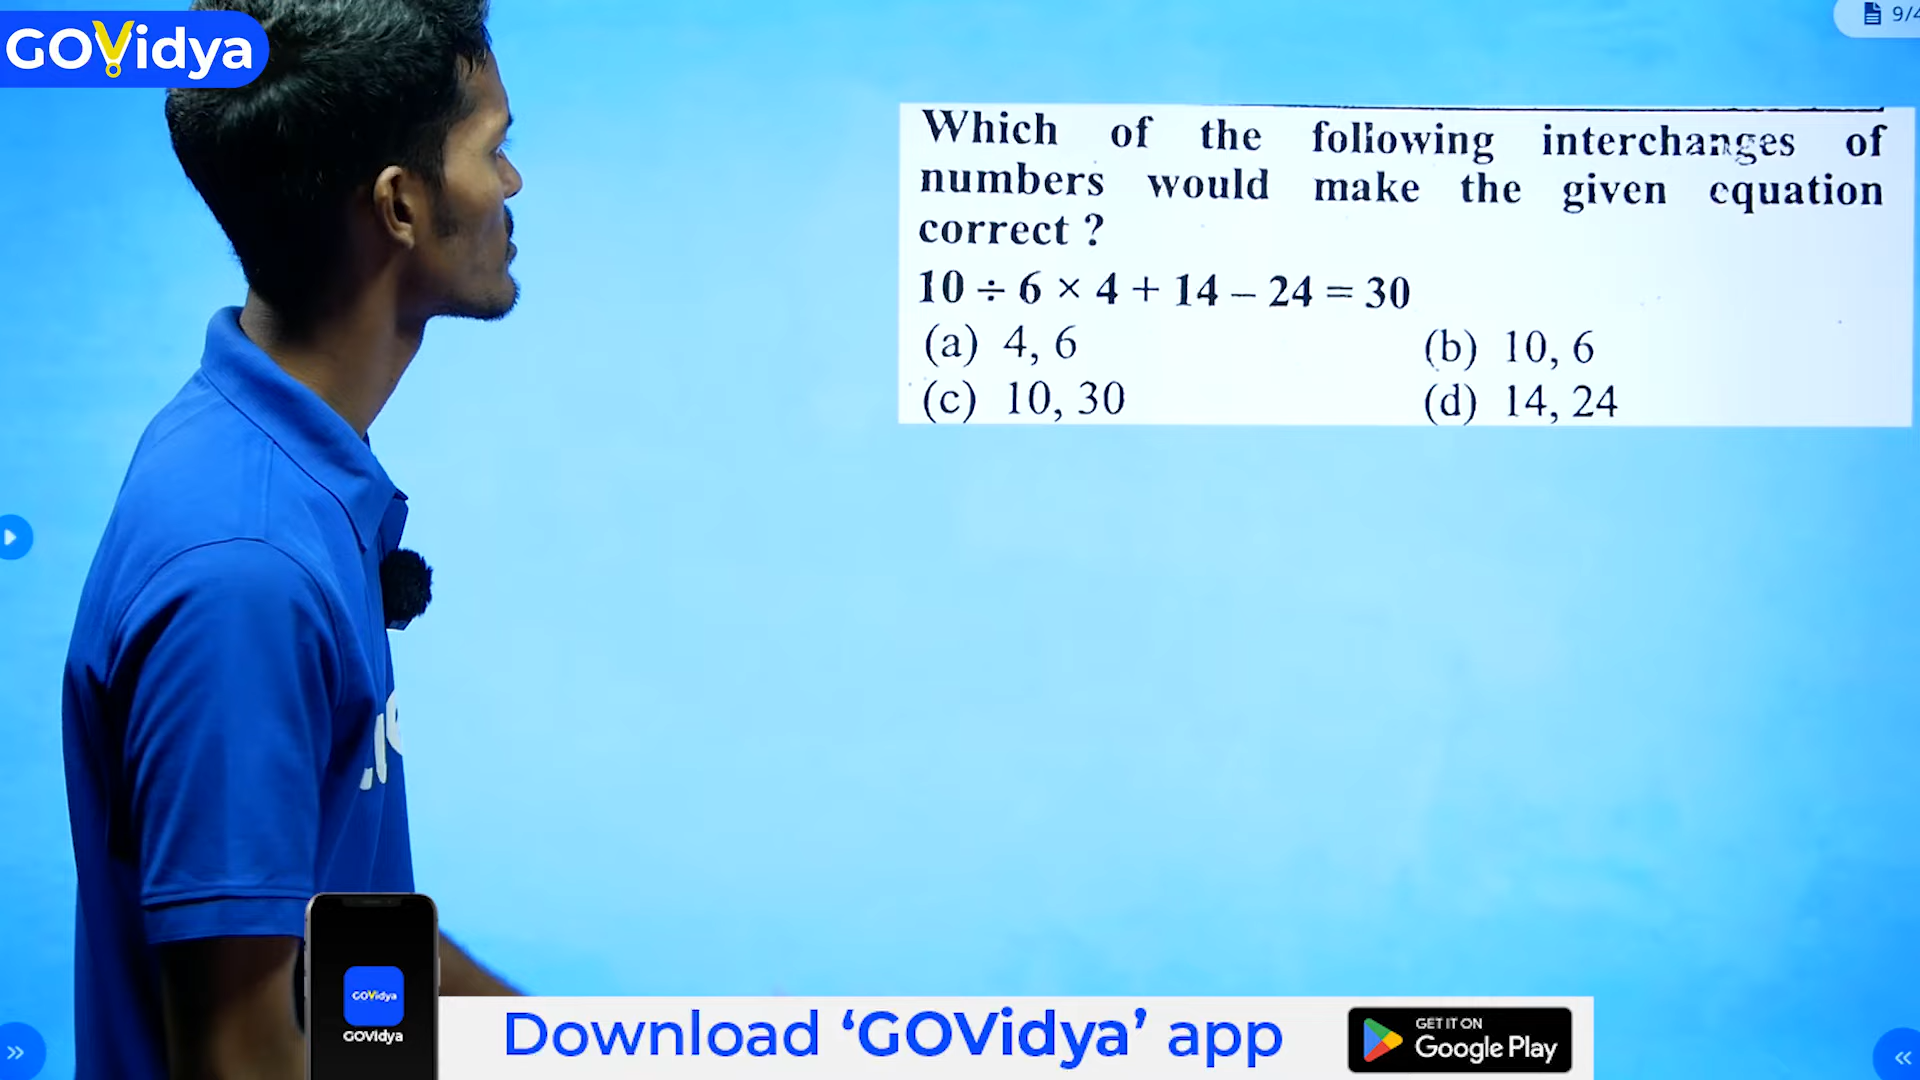 GOVidya
9/4
Which of the following interchanges of
numbers would make the given equation
correct ?
10 ÷ 6 × 4 + 14 – 24 = 30
(a) 4, 6 (b) 10, 6
(c) 10, 30 (d) 14, 24
GOVidya
GOVidya
Download ‘GOVidya’ app
GET IT ON
Google Play